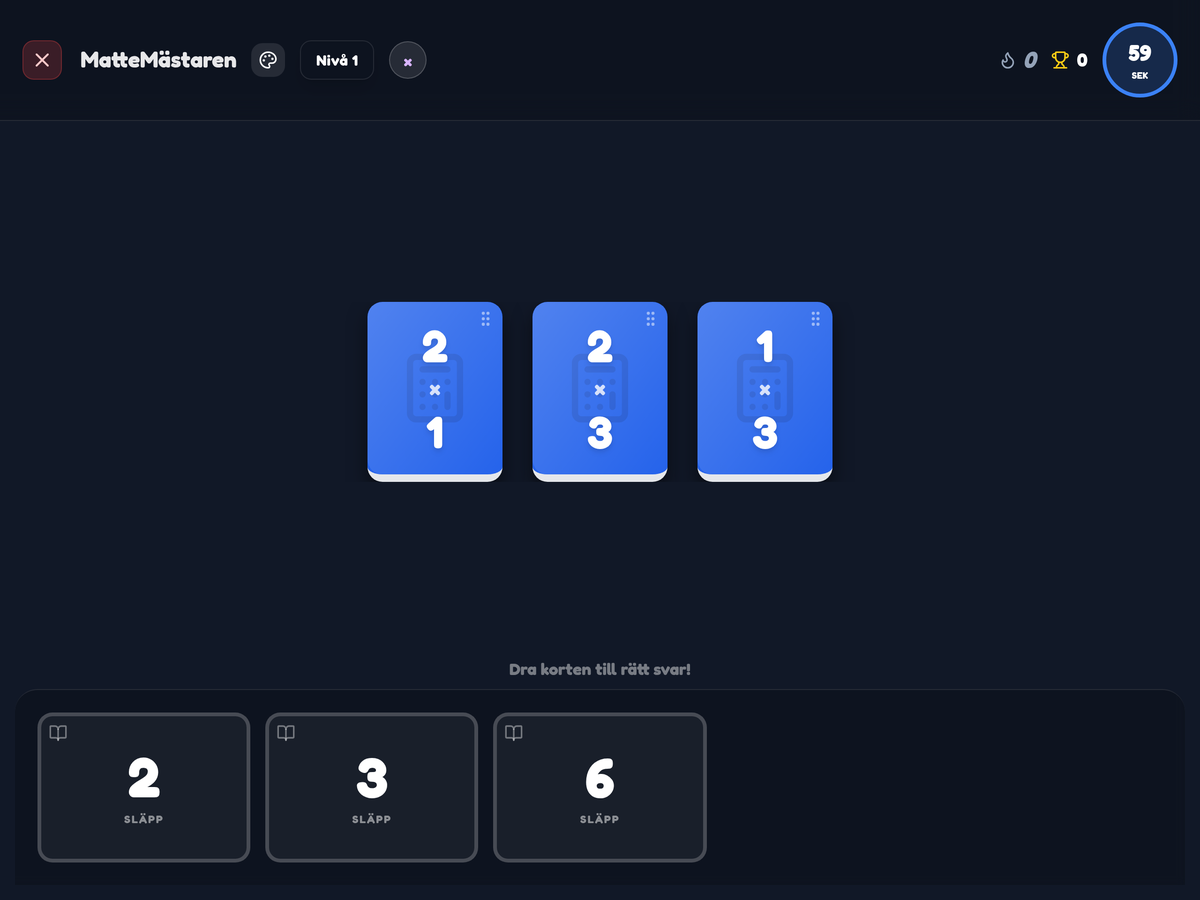 MatteMästaren
Nivå 1
×
0
0
59
SEK
2
×
1
2
×
3
1
×
3
Dra korten till rätt svar!
2
SLÄPP
3
SLÄPP
6
SLÄPP